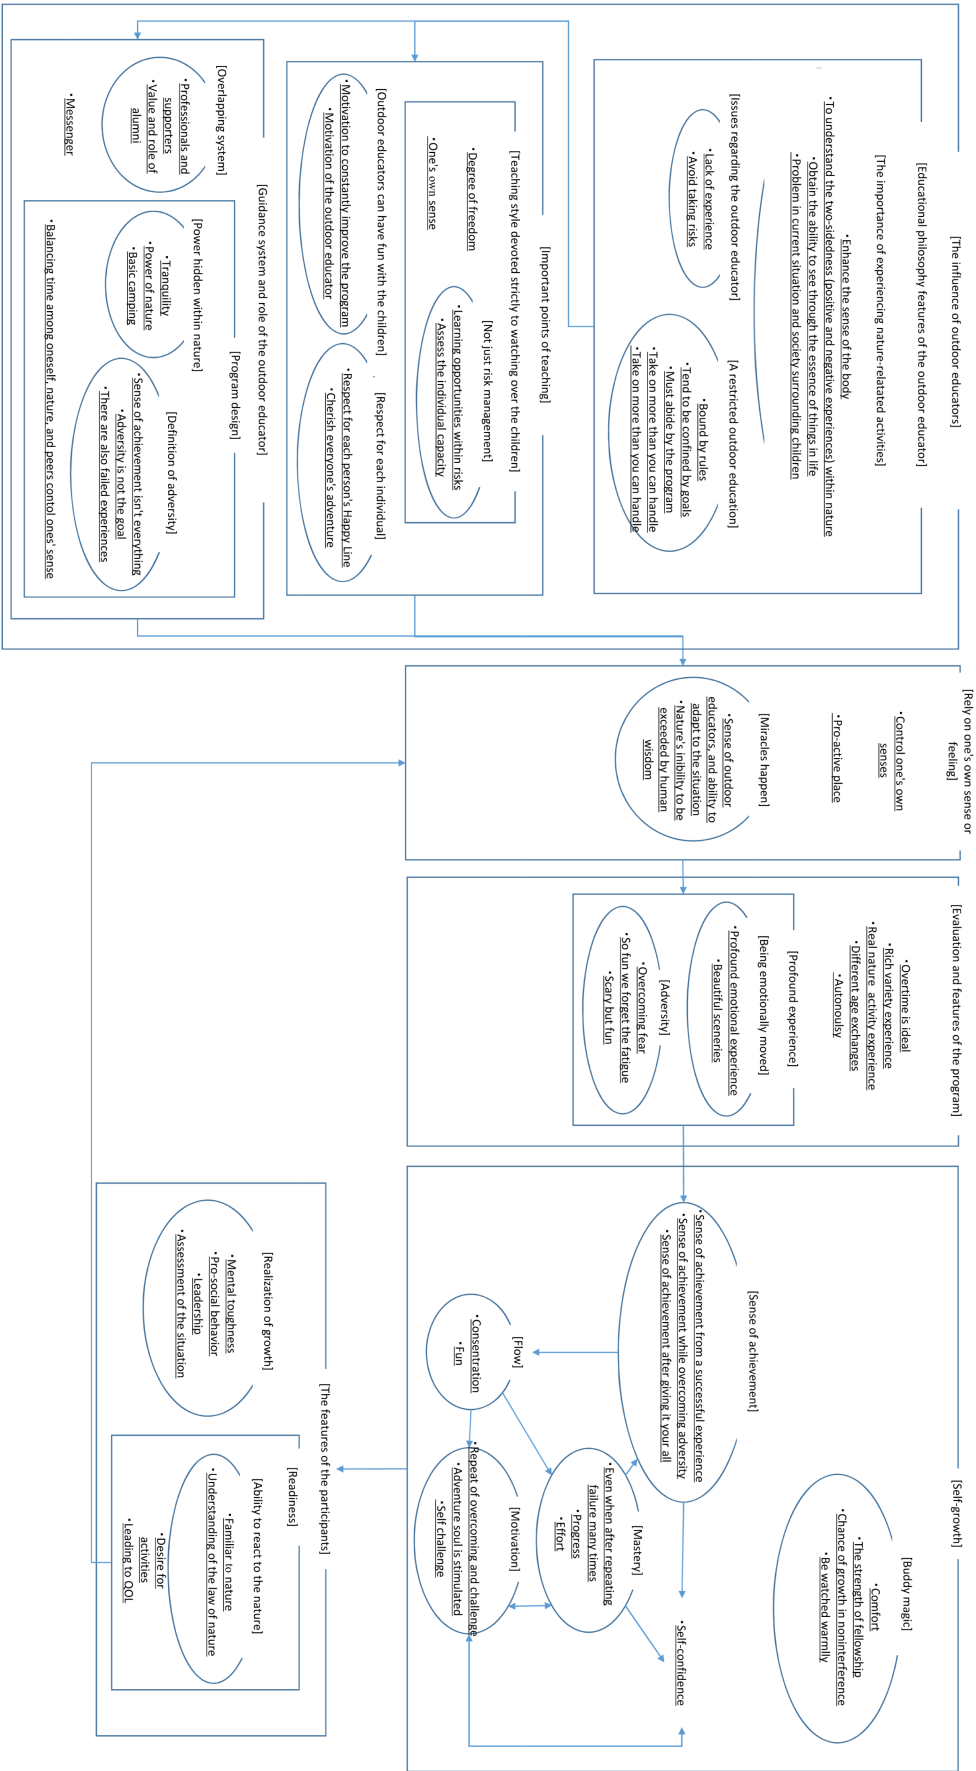 [The influence of outdoor educators]
[Educational philosophy features of the outdoor educator]
[The importance of experiencing nature-relatated activities]
・Enhance the sense of the body
・To understand the two-sidedness (positive and negative experiences) within nature
・Obtain the ability to see through the essence of things in life
・Problem in current situation and society surrounding children
[Issues regarding the outdoor educator]
・Lack of experience
・Avoid taking risks
[A restricted outdoor education]
・Bound by rules
・Tend to be confined by goals
・Must abide by the program
・Take on more than you can handle
・Take on more than you can handle
[Important points of teaching]
[Teaching style devoted strictly to watching over the children]
・Degree of freedom
・One's own sense
[Not just risk management]
・Learning opportunities within risks
・Assess the individual capacity
[Outdoor educators can have fun with the children]
・Motivation to constantly improve the program
・Motivation of the outdoor educator
[Respect for each individual]
・Respect for each person's Happy Line
・Cherish everyone's adventure
[Guidance system and role of the outdoor educator]
[Overlapping system]
・Professionals and
supporters
・Value and role of
alumni
・Messenger
[Program design]
[Power hidden within nature]
・Tranquility
・Power of nature
・Basic camping
[Definition of adversity]
・Sense of achievement isn't everything
・Adversity is not the goal
・There are also failed experiences
・Balancing time among oneself, nature, and peers contol ones' sense
[Rely on one's own sense or
feeling]
・Control one's own
senses
・Pro-active place
[Miracles happen]
・Sense of outdoor
educators, and ability to
adapt to the situation
・Nature's inibility to be
exceeded by human
wisdom
[Evaluation and features of the program]
・Overtime is ideal
・Rich variety experience
・Real nature activity experience
・Different age exchanges
・Autonoulsy
[Profound experience]
[Being emotionally moved]
・Profound emotional experience
・Beautiful sceneries
[Adversity]
・Overcoming fear
・So fun we forget the fatigue
・Scary but fun
[Self-growth]
[Buddy magic]
・Comfort
・The strength of fellowship
・Chance of growth in noninterference
・Be watched warmlly
[Sense of achievement]
・Sense of achievement from a successful experience
・Sense of achievement while overcoming adversity
・Sense of achievement after giving it your all
・Self-confidence
[Flow]
・Consentration
・Fun
[Mastery]
・Even when after repeating
failure many times
・Progress
・Effort
[Motivation]
・Repeat of overcoming and challenge
・Adventure soul is stimulated
・Self challenge
[The features of the participants]
[Realization of growth]
・Mental toughness
・Pro-social behavior
・Leadership
・Assessment of the situation
[Readiness]
[Ability to react to the nature]
・Familiar to nature
・Understanding of the law of nature
・Desire for
activities
・Leading to QOL